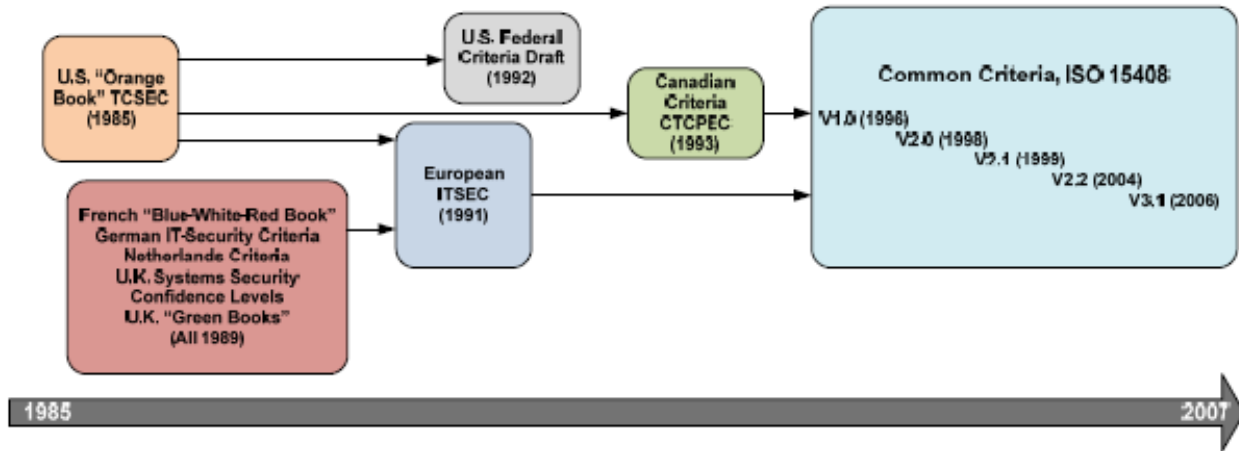 U.S. "Orange
Book" TCSEC
(1985)
U.S. Federal
Criteria Draft
(1992)
Canadian
Criteria
CTCPEC
(1993)
European
ITSEC
(1991)
French "Blue-White-Red Book"
German IT-Security Criteria
Netherlands Criteria
U.K. Systems Security
Confidence Levels
U.K. "Green Books"
(All 1989)
Common Criteria, ISO 15408
V1.0 (1996)
V2.0 (1998)
V2.1 (1999)
V2.2 (2004)
V3.1 (2006)
1985
2007